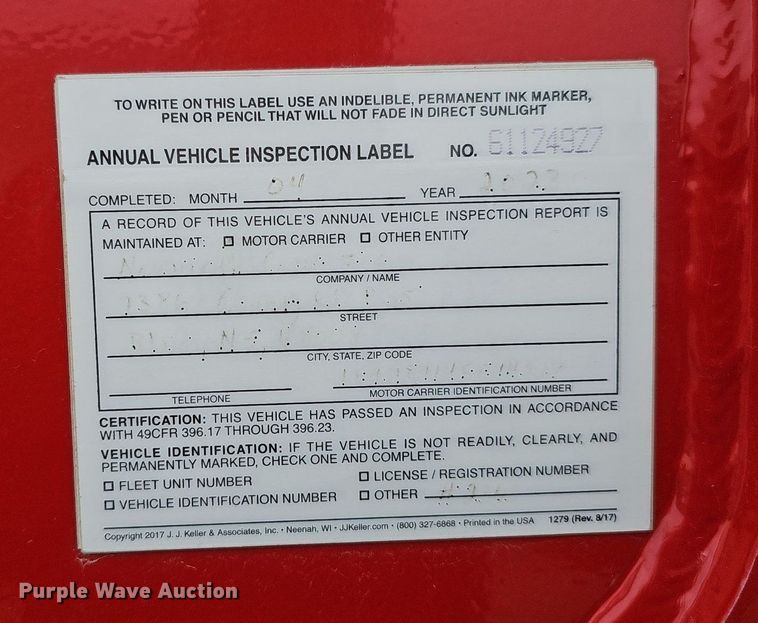 TO WRITE ON THIS LABEL USE AN INDELIBLE, PERMANENT INK MARKER,
PEN OR PENCIL THAT WILL NOT FADE IN DIRECT SUNLIGHT
ANNUAL VEHICLE INSPECTION LABEL NO. 61124927
COMPLETED: MONTH 04 YEAR
A RECORD OF THIS VEHICLE'S ANNUAL VEHICLE INSPECTION REPORT IS
MAINTAINED AT: ☐ MOTOR CARRIER ☐ OTHER ENTITY
COMPANY / NAME
STREET
CITY, STATE, ZIP CODE
TELEPHONE MOTOR CARRIER IDENTIFICATION NUMBER
CERTIFICATION: THIS VEHICLE HAS PASSED AN INSPECTION IN ACCORDANCE
WITH 49CFR 396.17 THROUGH 396.23.
VEHICLE IDENTIFICATION: IF THE VEHICLE IS NOT READILY, CLEARLY, AND
PERMANENTLY MARKED, CHECK ONE AND COMPLETE.
☐ FLEET UNIT NUMBER ☐ LICENSE / REGISTRATION NUMBER
☐ VEHICLE IDENTIFICATION NUMBER ☐ OTHER
Copyright 2017 J. J. Keller & Associates, Inc. • Neenah, WI • JJKeller.com • (800) 327-6868 • Printed in the USA 1279 (Rev. 8/17)
Purple Wave Auction